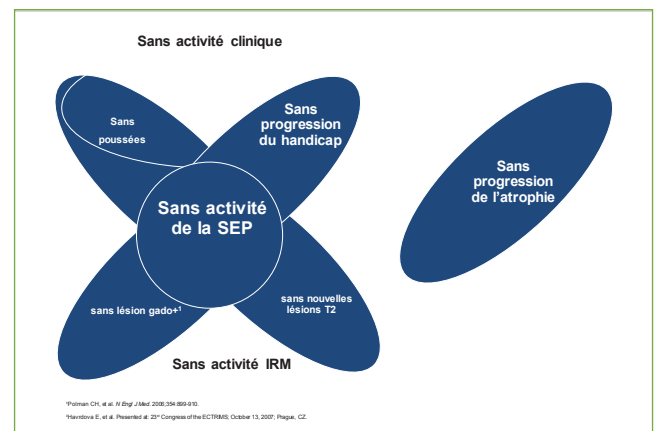 Sans activité clinique
Sans
poussées
Sans
progression
du handicap
Sans
progression
de l'atrophie
Sans activité
de la SEP
sans lésion gado+¹
sans nouvelles
lésions T2
Sans activité IRM
¹Polman CH, et al. N Engl J Med. 2006;354:899-910.
²Havrdova E, et al. Presented at: 23rd Congress of the ECTRIMS; October 13, 2007; Prague, CZ.